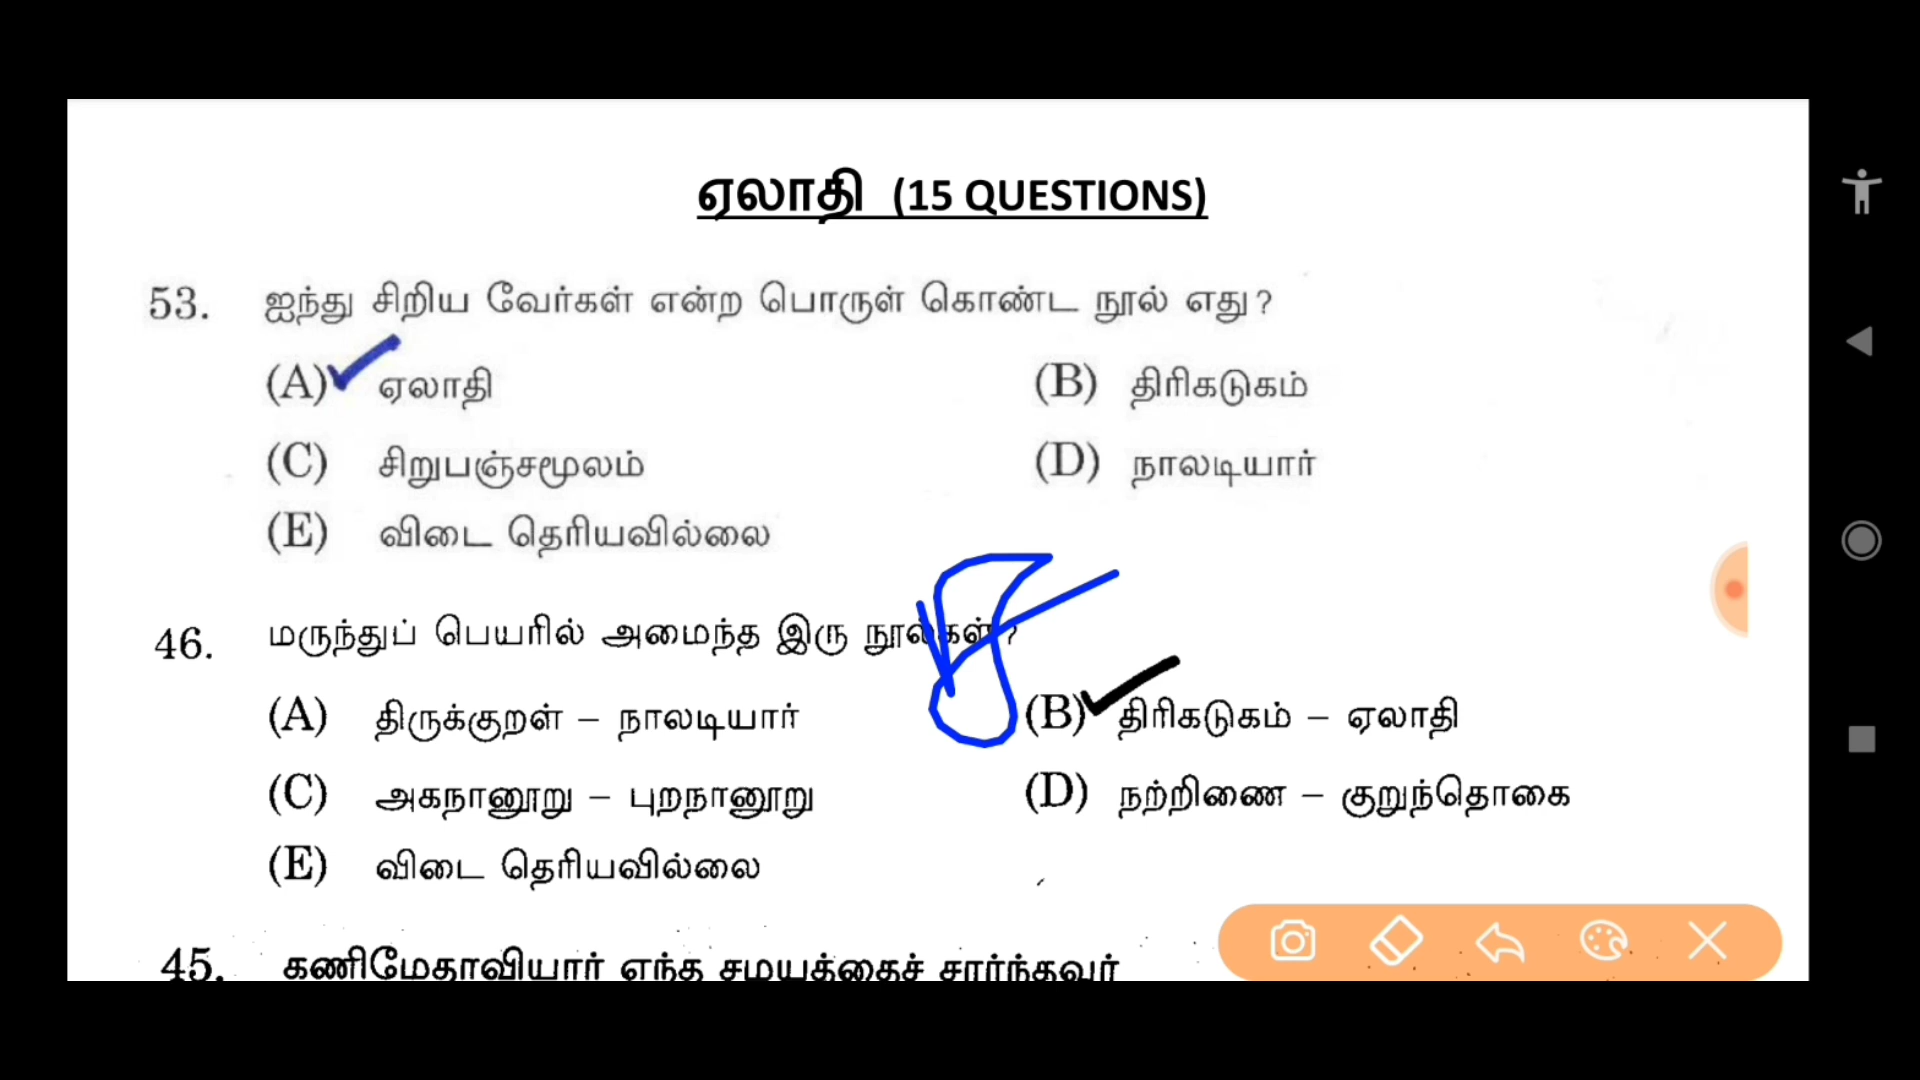 ஏலாதி (15 QUESTIONS)
53. ஐந்து சிறிய வேர்கள் என்ற பொருள் கொண்ட நூல் எது?
(A) ஏலாதி (B) திரிகடுகம்
(C) சிறுபஞ்சமூலம் (D) நாலடியார்
(E) விடை தெரியவில்லை
46. மருந்துப் பெயரில் அமைந்த இரு நூல்கள்?
(A) திருக்குறள் – நாலடியார் (B) திரிகடுகம் – ஏலாதி
(C) அகநானூறு – புறநானூறு (D) நற்றிணை – குறுந்தொகை
(E) விடை தெரியவில்லை
45. கணிமேதாவியார் எந்த சமயத்தைச் சார்ந்தவர்